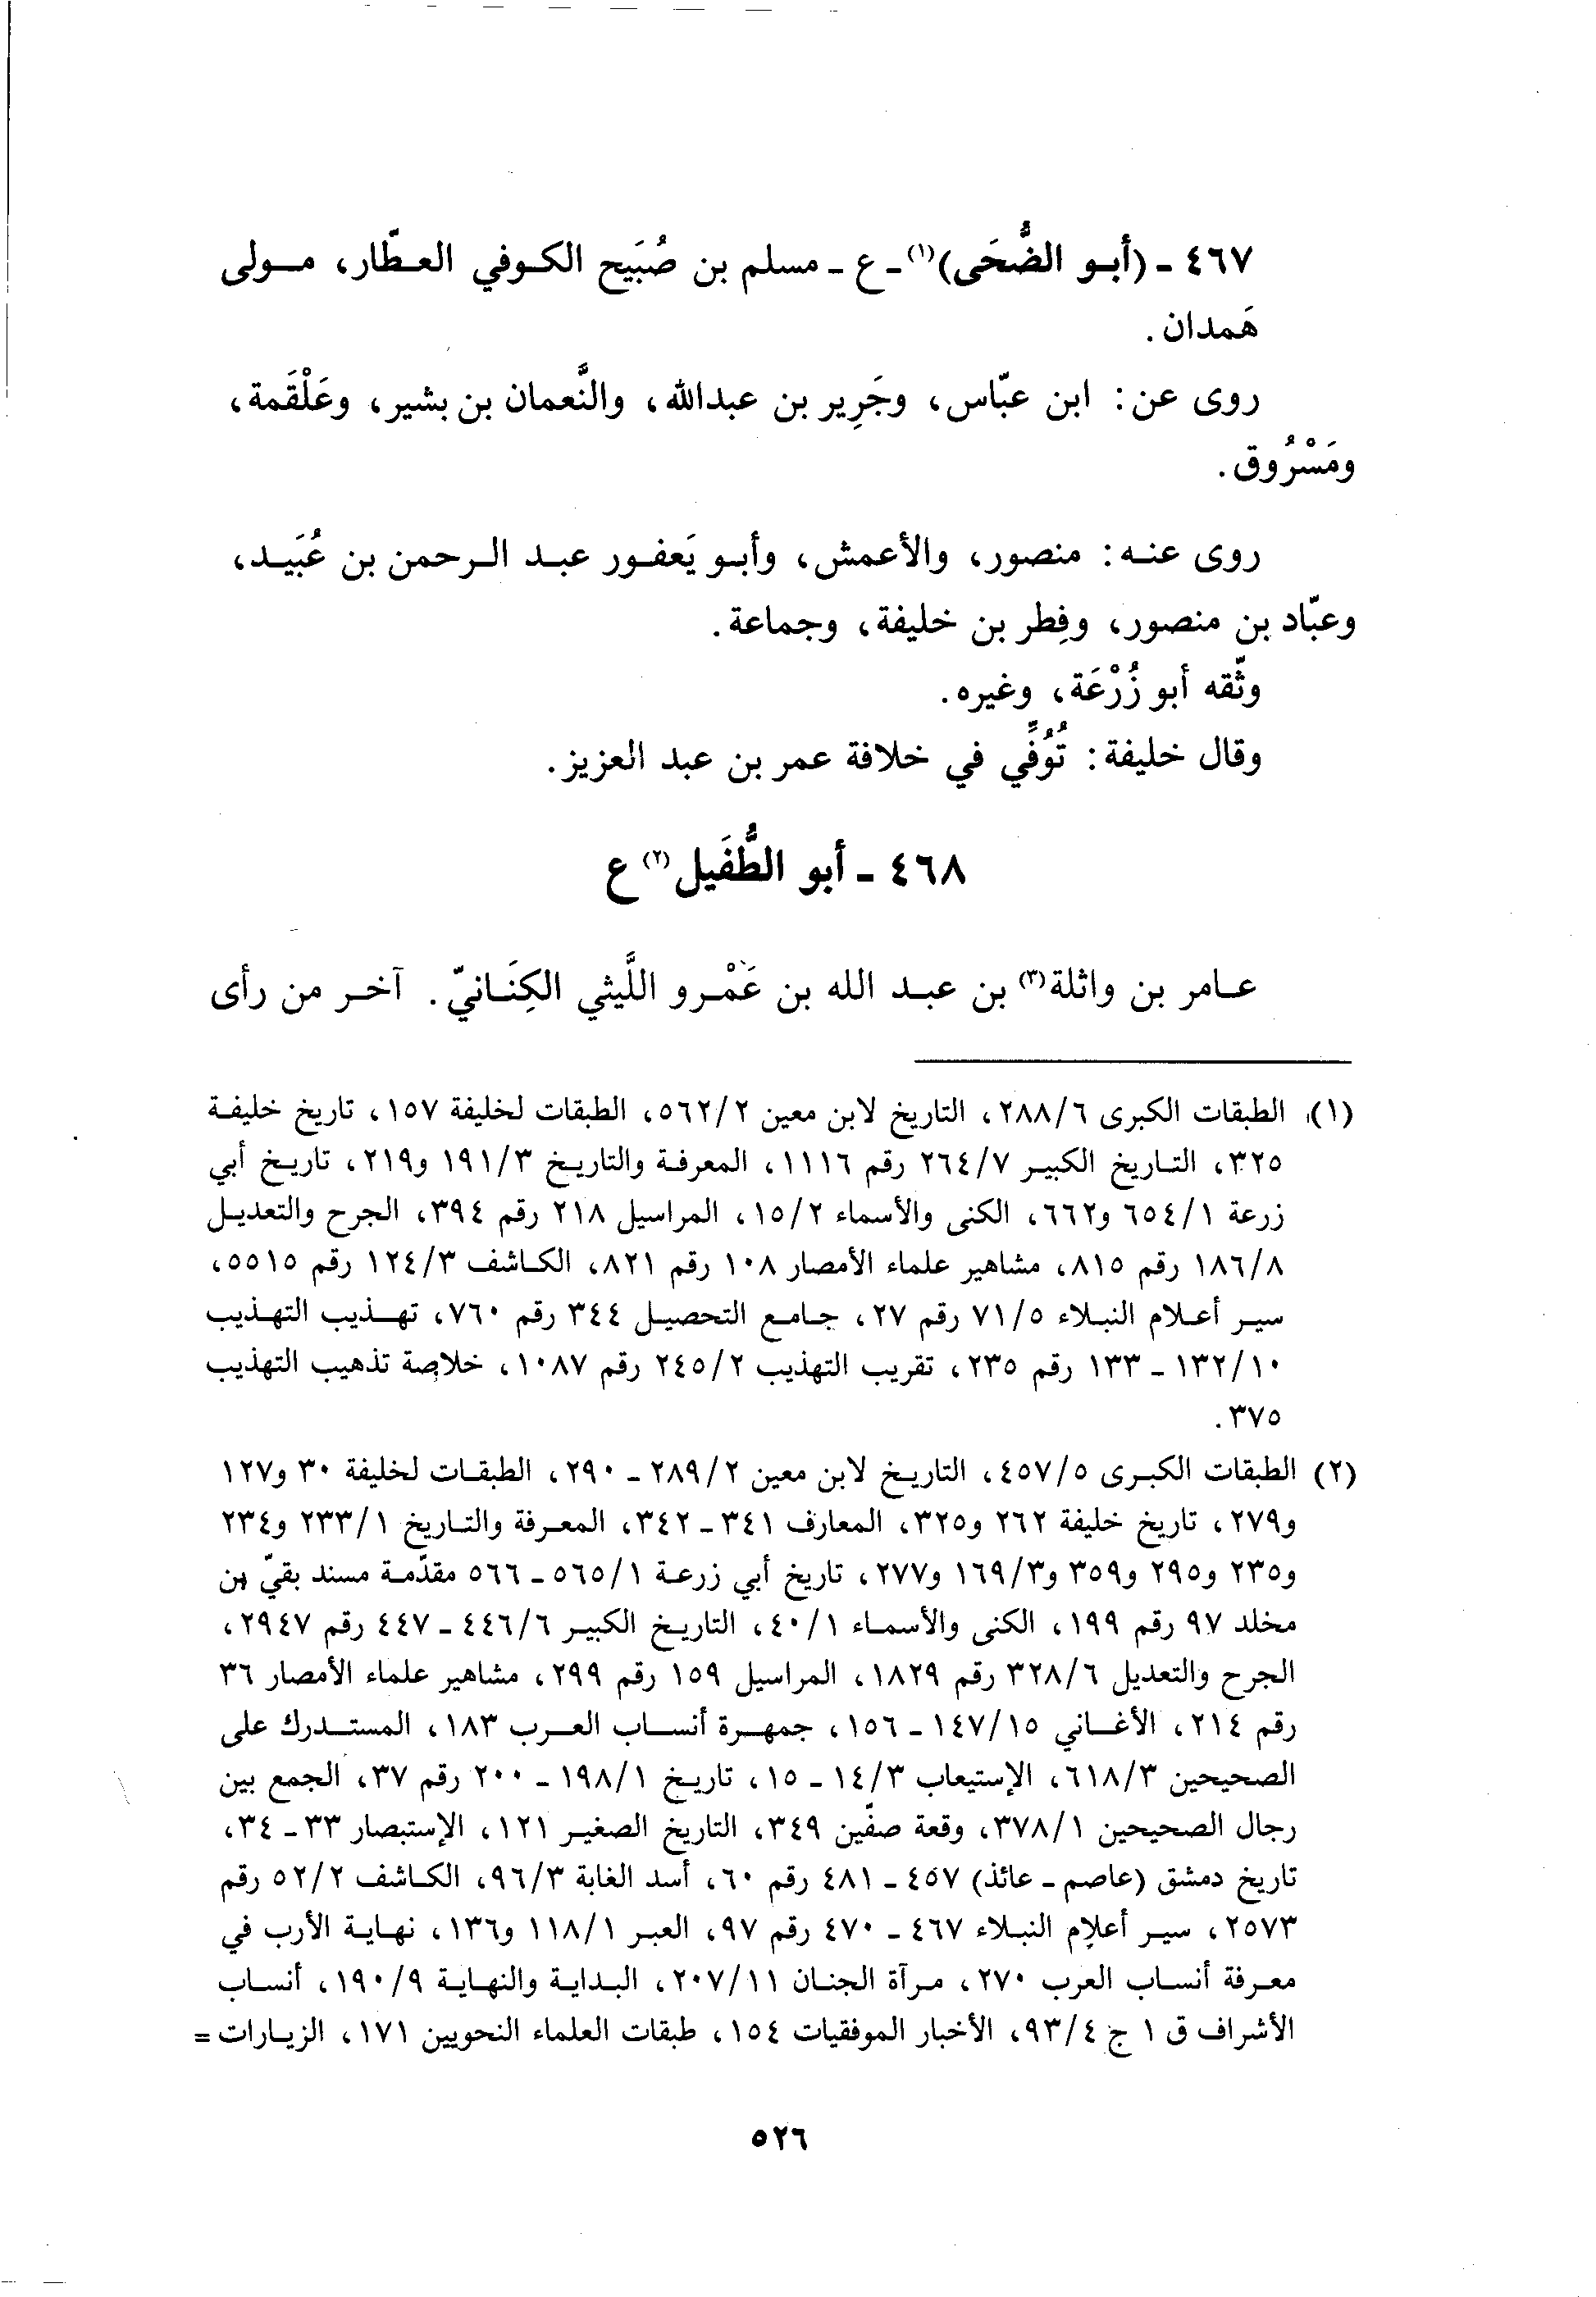 ٤٦٧ - (أبو الضُّحَى)(١) - ع - مسلم بن صُبَيح الكوفي العطّار، مولى
هَمدان.
روى عن: ابن عبّاس، وجَرِير بن عبدالله، والنَّعمان بن بشير، وعَلْقَمة،
ومَسْرُوق.
روى عنه: منصور، والأعمش، وأبو يَعفور عبد الرحمن بن عُبَيد،
وعبّاد بن منصور، وفِطر بن خليفة، وجماعة.
وثّقه أبو زُرْعَة، وغيره.
وقال خليفة: تُوُفِّي في خلافة عمر بن عبد العزيز.
٤٦٨ - أبو الطُّفَيل(٢) ع
عامر بن واثلة(٣) بن عبد الله بن عَمْرو اللَّيثي الكِنَانيّ. آخر من رأى
(١) الطبقات الكبرى ٢٨٨/٦، التاريخ لابن معين ٥٦٢/٢، الطبقات لخليفة ١٥٧، تاريخ خليفة
٣٢٥، التاريخ الكبير ٢٦٤/٧ رقم ١١١٦، المعرفة والتاريخ ١٩١/٣ و٢١٩، تاريخ أبي
زرعة ٦٥٤/١ و٦٦٢، الكنى والأسماء ١٥/٢، المراسيل ٢١٨ رقم ٣٩٤، الجرح والتعديل
١٨٦/٨ رقم ٨١٥، مشاهير علماء الأمصار ١٠٨ رقم ٨٢١، الكاشف ١٢٤/٣ رقم ٥٥١٥،
سير أعلام النبلاء ٧١/٥ رقم ٢٧، جامع التحصيل ٣٤٤ رقم ٧٦٠، تهذيب التهذيب
١٣٢/١٠ - ١٣٣ رقم ٢٣٥، تقريب التهذيب ٢٤٥/٢ رقم ١٠٨٧، خلاصة تذهيب التهذيب
٣٧٥.
(٢) الطبقات الكبرى ٤٥٧/٥، التاريخ لابن معين ٢٨٩/٢ - ٢٩٠، الطبقات لخليفة ٣٠ و١٢٧
و٢٧٩، تاريخ خليفة ٢٦٢ و٣٢٥، المعارف ٣٤١ - ٣٤٢، المعرفة والتاريخ ٢٣٣/١ و٢٣٤
و٢٣٥ و٢٩٥ و٣٥٩ و١٦٩/٣ و٢٧٧، تاريخ أبي زرعة ٥٦٥/١ - ٥٦٦ مقدّمة مسند بقيّ بن
مخلد ٩٧ رقم ١٩٩، الكنى والأسماء ٤٠/١، التاريخ الكبير ٤٤٦/٦ - ٤٤٧ رقم ٢٩٤٧،
الجرح والتعديل ٣٢٨/٦ رقم ١٨٢٩، المراسيل ١٥٩ رقم ٢٩٩، مشاهير علماء الأمصار ٣٦
رقم ٢١٤، الأغاني ١٤٧/١٥ - ١٥٦، جمهرة أنساب العرب ١٨٣، المستدرك على
الصحيحين ٦١٨/٣، الإستيعاب ١٤/٣ - ١٥، تاريخ ١٩٨/١ - ٢٠٠ رقم ٣٧، الجمع بين
رجال الصحيحين ٣٧٨/١، وقعة صفّين ٣٤٩، التاريخ الصغير ١٢١، الإستبصار ٣٣ - ٣٤،
تاريخ دمشق (عاصم - عائذ) ٤٥٧ - ٤٨١ رقم ٦٠، أسد الغابة ٩٦/٣، الكاشف ٥٢/٢ رقم
٢٥٧٣، سير أعلام النبلاء ٤٦٧ - ٤٧٠ رقم ٩٧، العبر ١١٨/١ و١٣٦، نهاية الأرب في
معرفة أنساب العرب ٢٧٠، مرآة الجنان ٢٠٧/١١، البداية والنهاية ١٩٠/٩، أنساب
الأشراف ق ١ ج ٩٣/٤، الأخبار الموفقيات ١٥٤، طبقات العلماء النحويين ١٧١، الزيارات =
٥٢٦